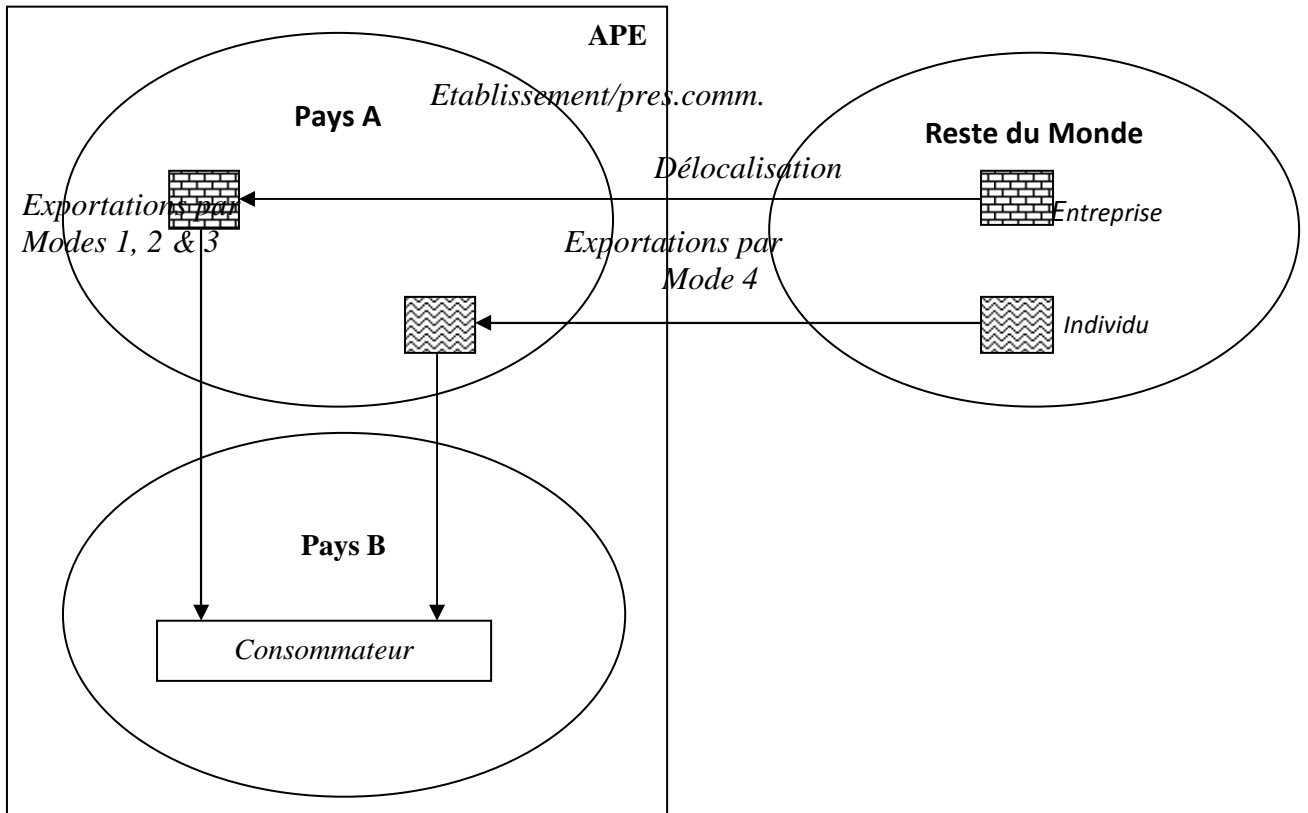 APE
Etablissement/pres.comm.
Pays A
Reste du Monde
Délocalisation
Exportations par
Modes 1, 2 & 3
Entreprise
Exportations par
Mode 4
Individu
Pays B
Consommateur